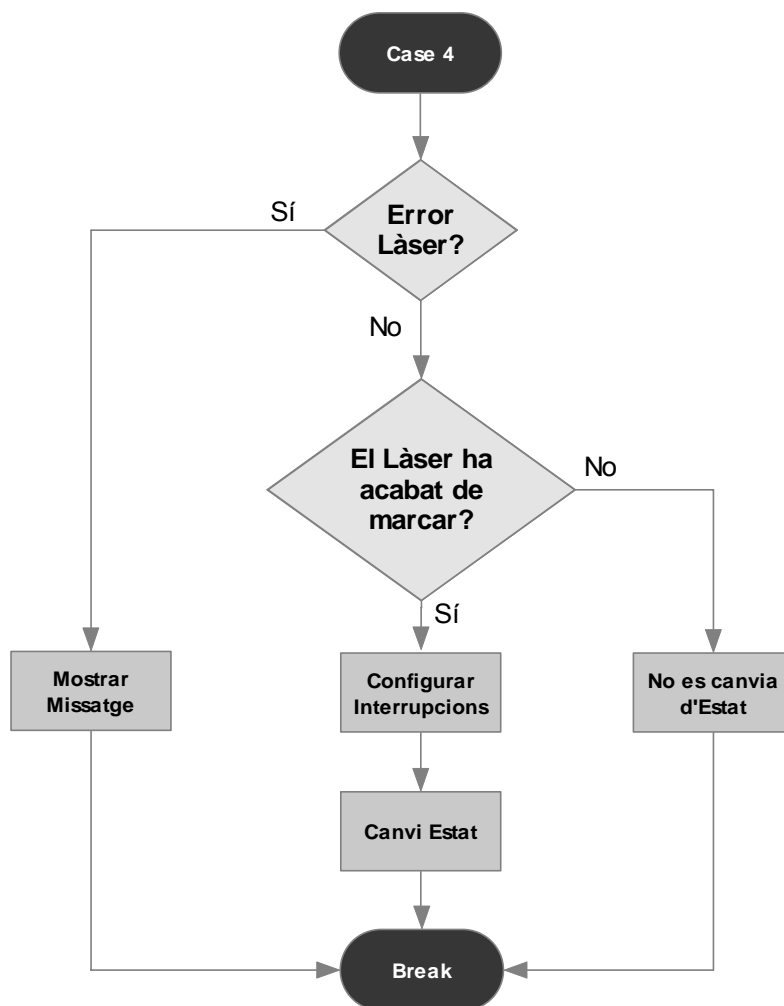 Case 4
Sí
Error
Làser?
No
El Làser ha
acabat de
marcar?
No
Sí
Mostrar
Missatge
Configurar
Interrupcions
No es canvia
d'Estat
Canvi Estat
Break